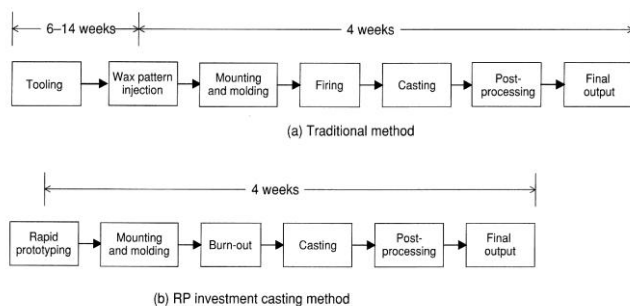 6–14 weeks
4 weeks
Tooling
Wax pattern
injection
Mounting
and molding
Firing
Casting
Post-
processing
Final
output
(a) Traditional method
4 weeks
Rapid
prototyping
Mounting
and molding
Burn-out
Casting
Post-
processing
Final
output
(b) RP investment casting method